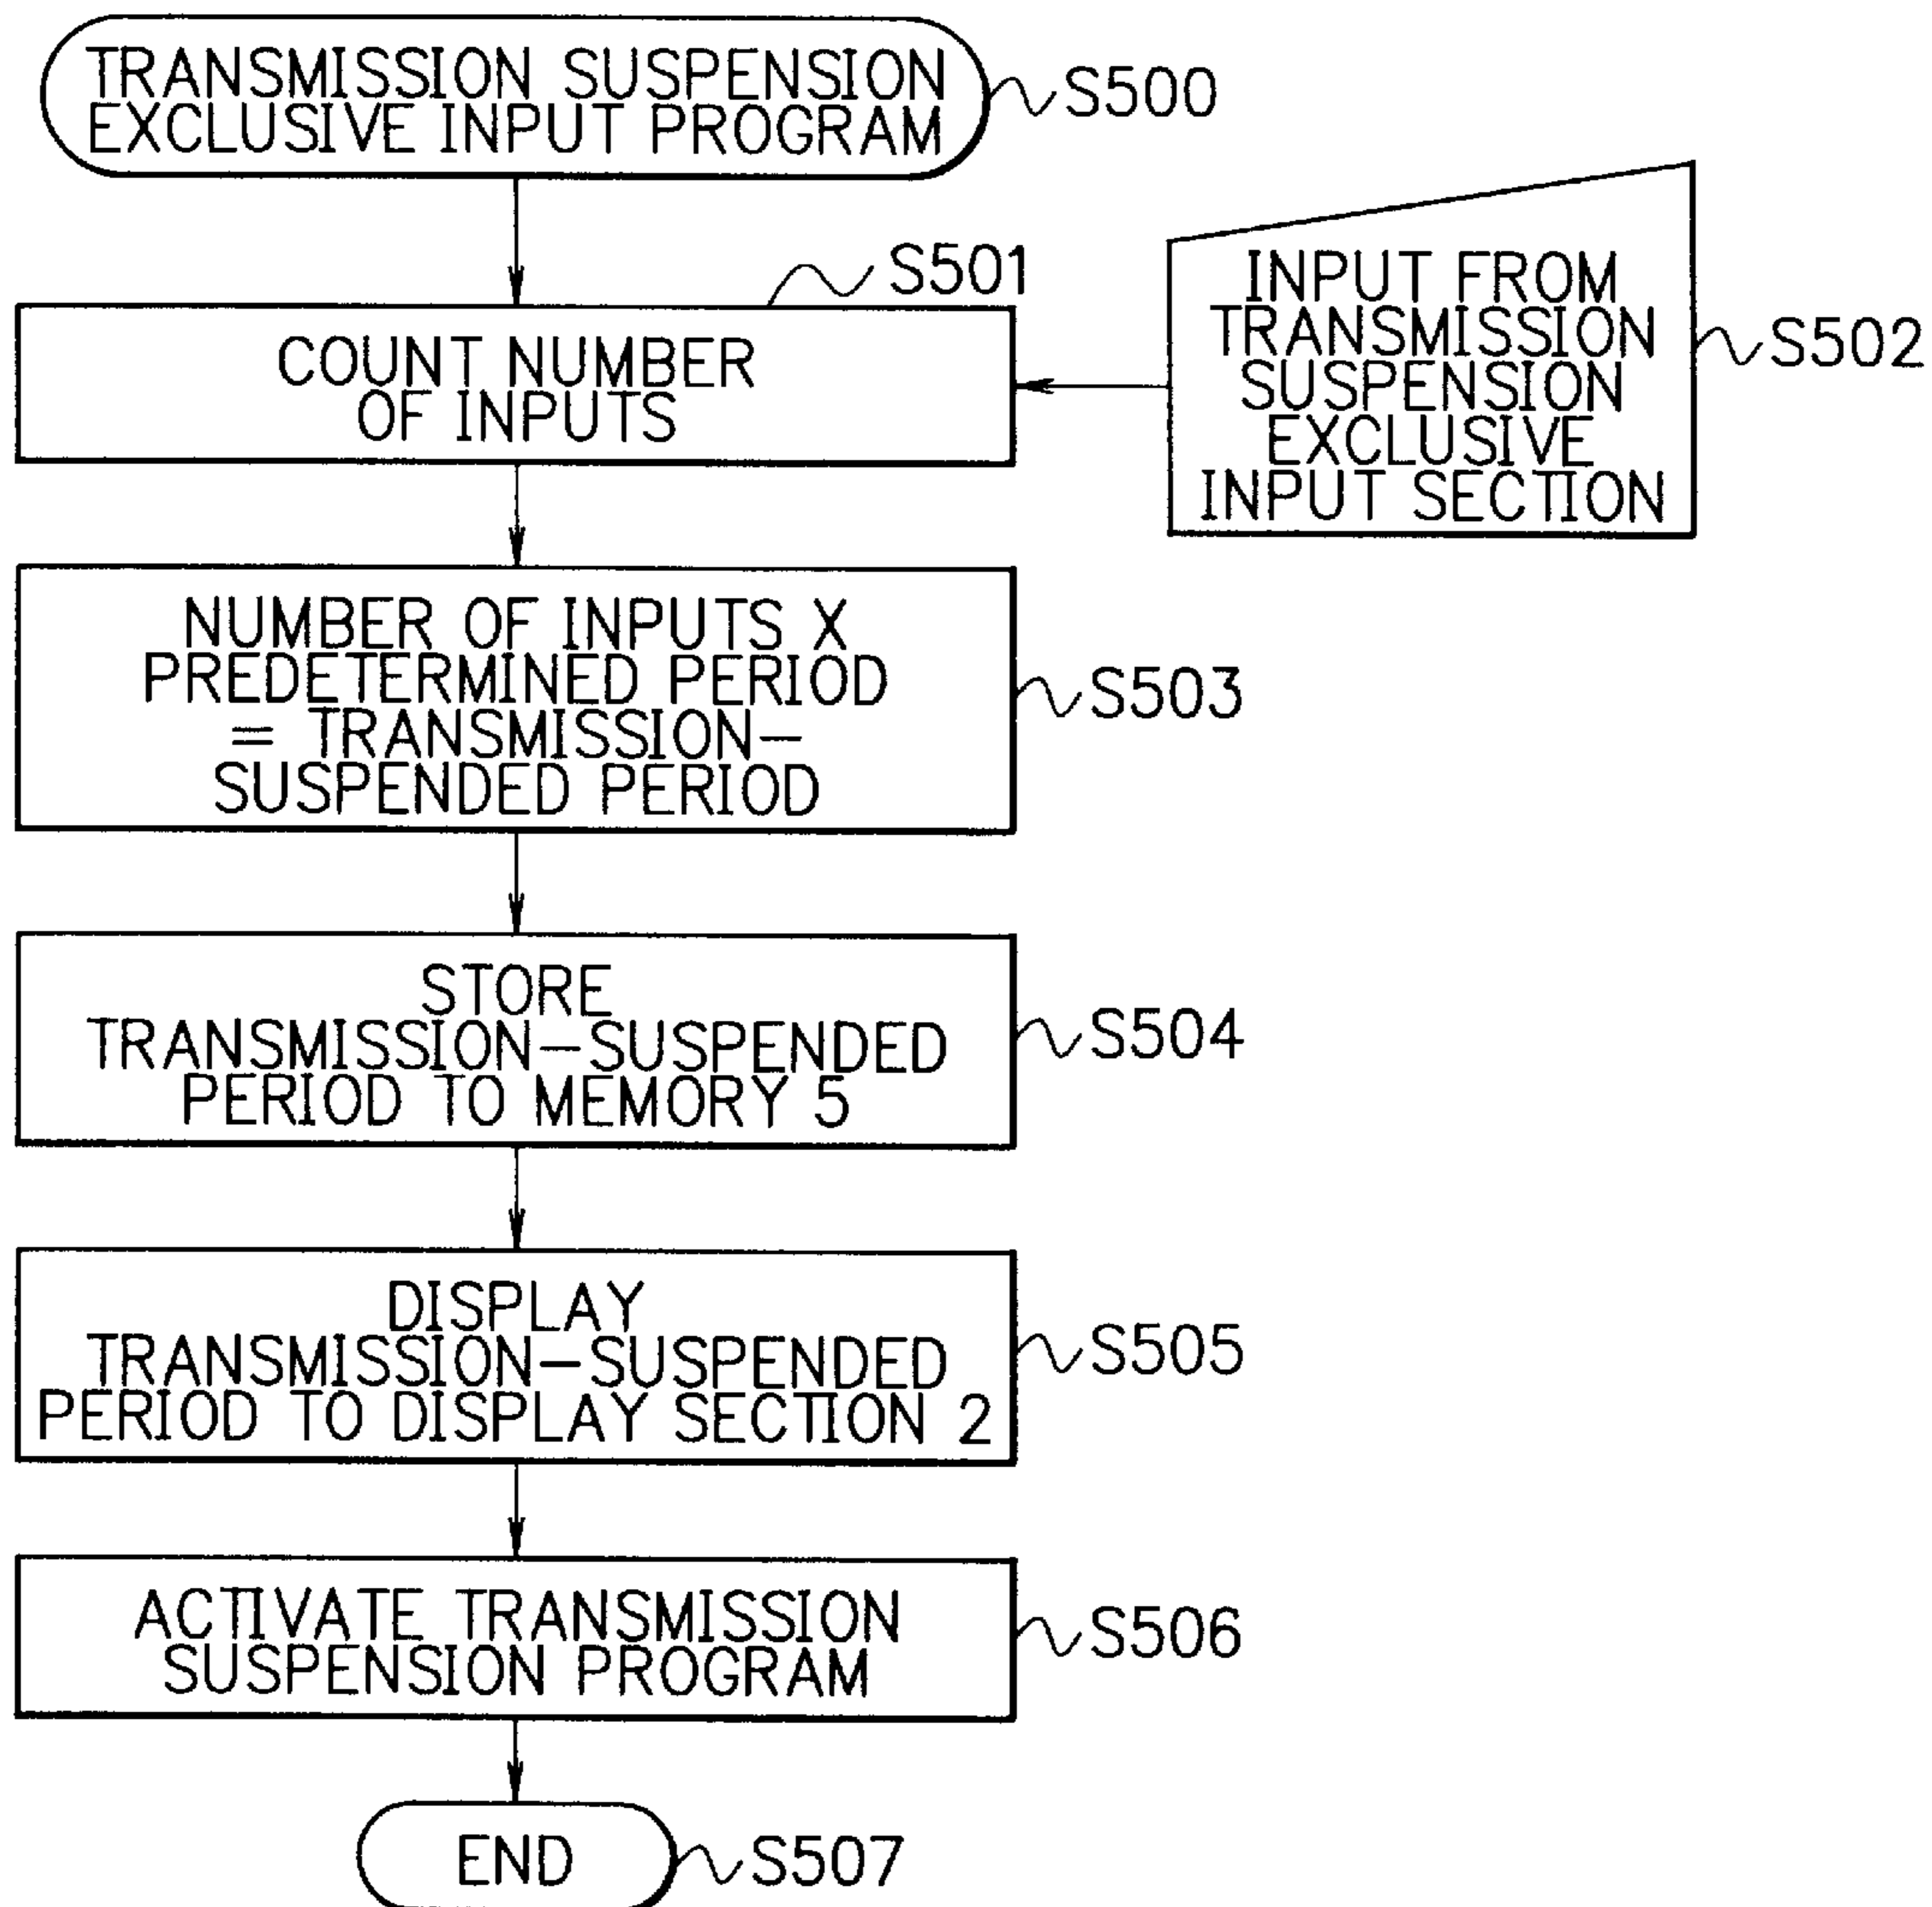 TRANSMISSION SUSPENSION
EXCLUSIVE INPUT PROGRAM
S500
S501
COUNT NUMBER
OF INPUTS
INPUT FROM
TRANSMISSION
SUSPENSION
EXCLUSIVE
INPUT SECTION
S502
NUMBER OF INPUTS X
PREDETERMINED PERIOD
= TRANSMISSION-
SUSPENDED PERIOD
S503
STORE
TRANSMISSION-SUSPENDED
PERIOD TO MEMORY 5
S504
DISPLAY
TRANSMISSION-SUSPENDED
PERIOD TO DISPLAY SECTION 2
S505
ACTIVATE TRANSMISSION
SUSPENSION PROGRAM
S506
END
S507